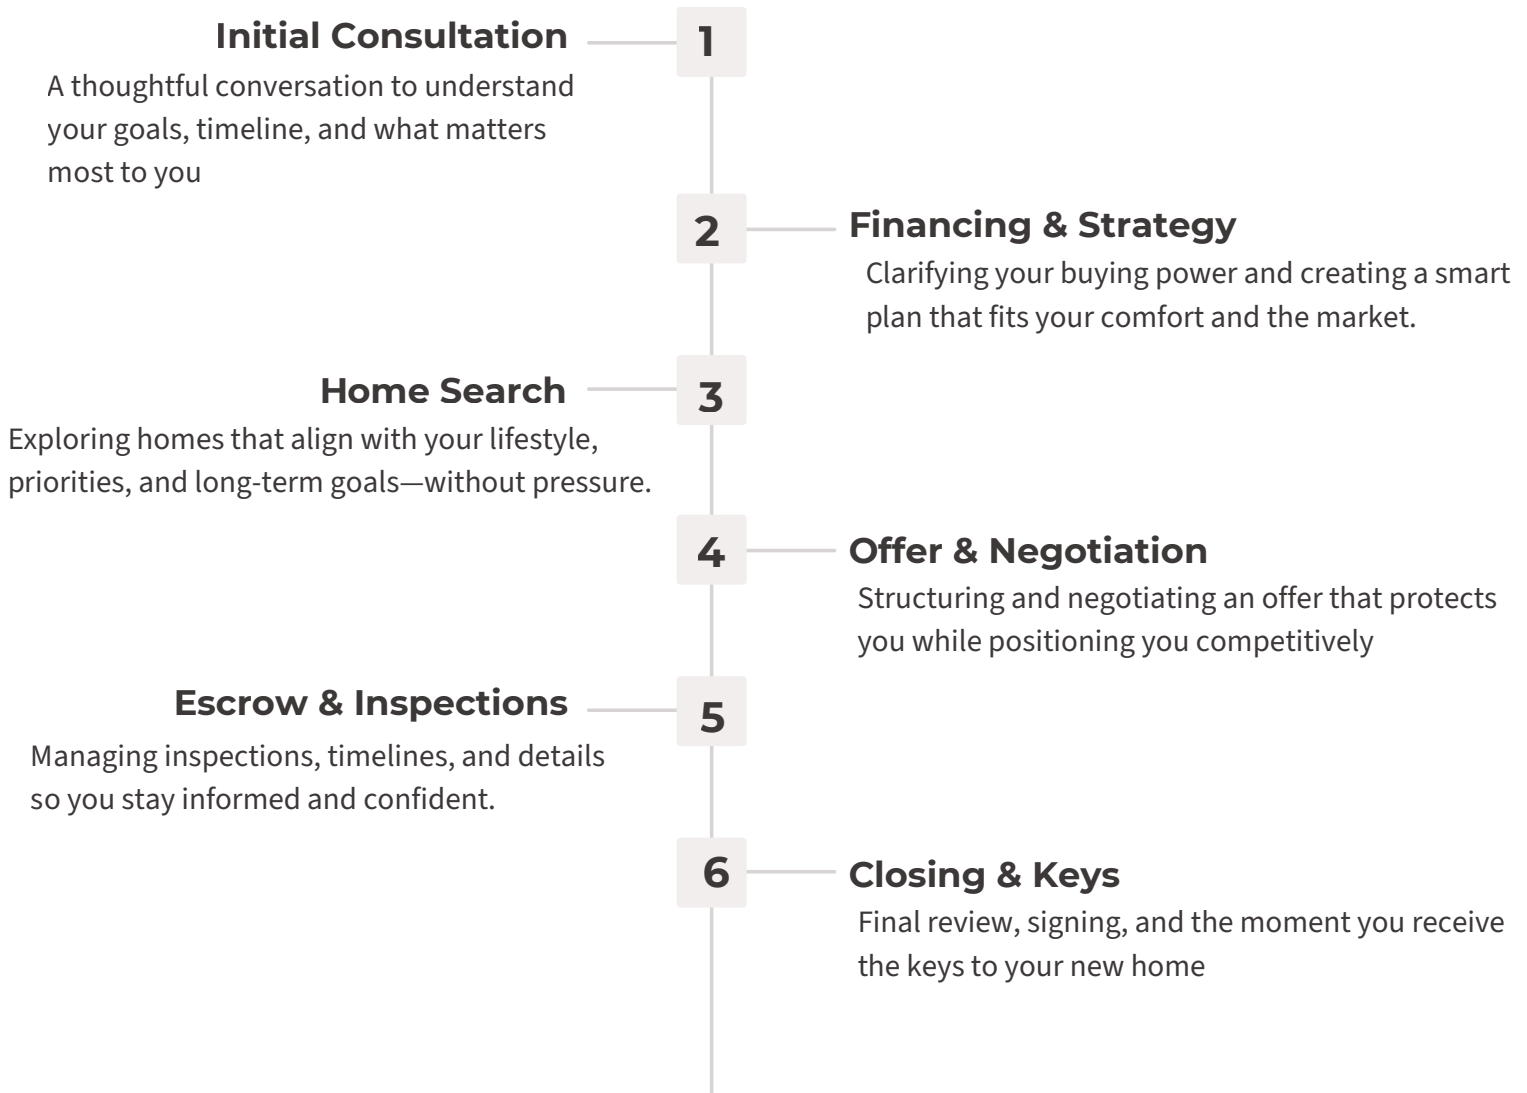 Initial Consultation
1
A thoughtful conversation to understand
your goals, timeline, and what matters
most to you
2
Financing & Strategy
Clarifying your buying power and creating a smart
plan that fits your comfort and the market.
Home Search
3
Exploring homes that align with your lifestyle,
priorities, and long-term goals—without pressure.
4
Offer & Negotiation
Structuring and negotiating an offer that protects
you while positioning you competitively
Escrow & Inspections
5
Managing inspections, timelines, and details
so you stay informed and confident.
6
Closing & Keys
Final review, signing, and the moment you receive
the keys to your new home